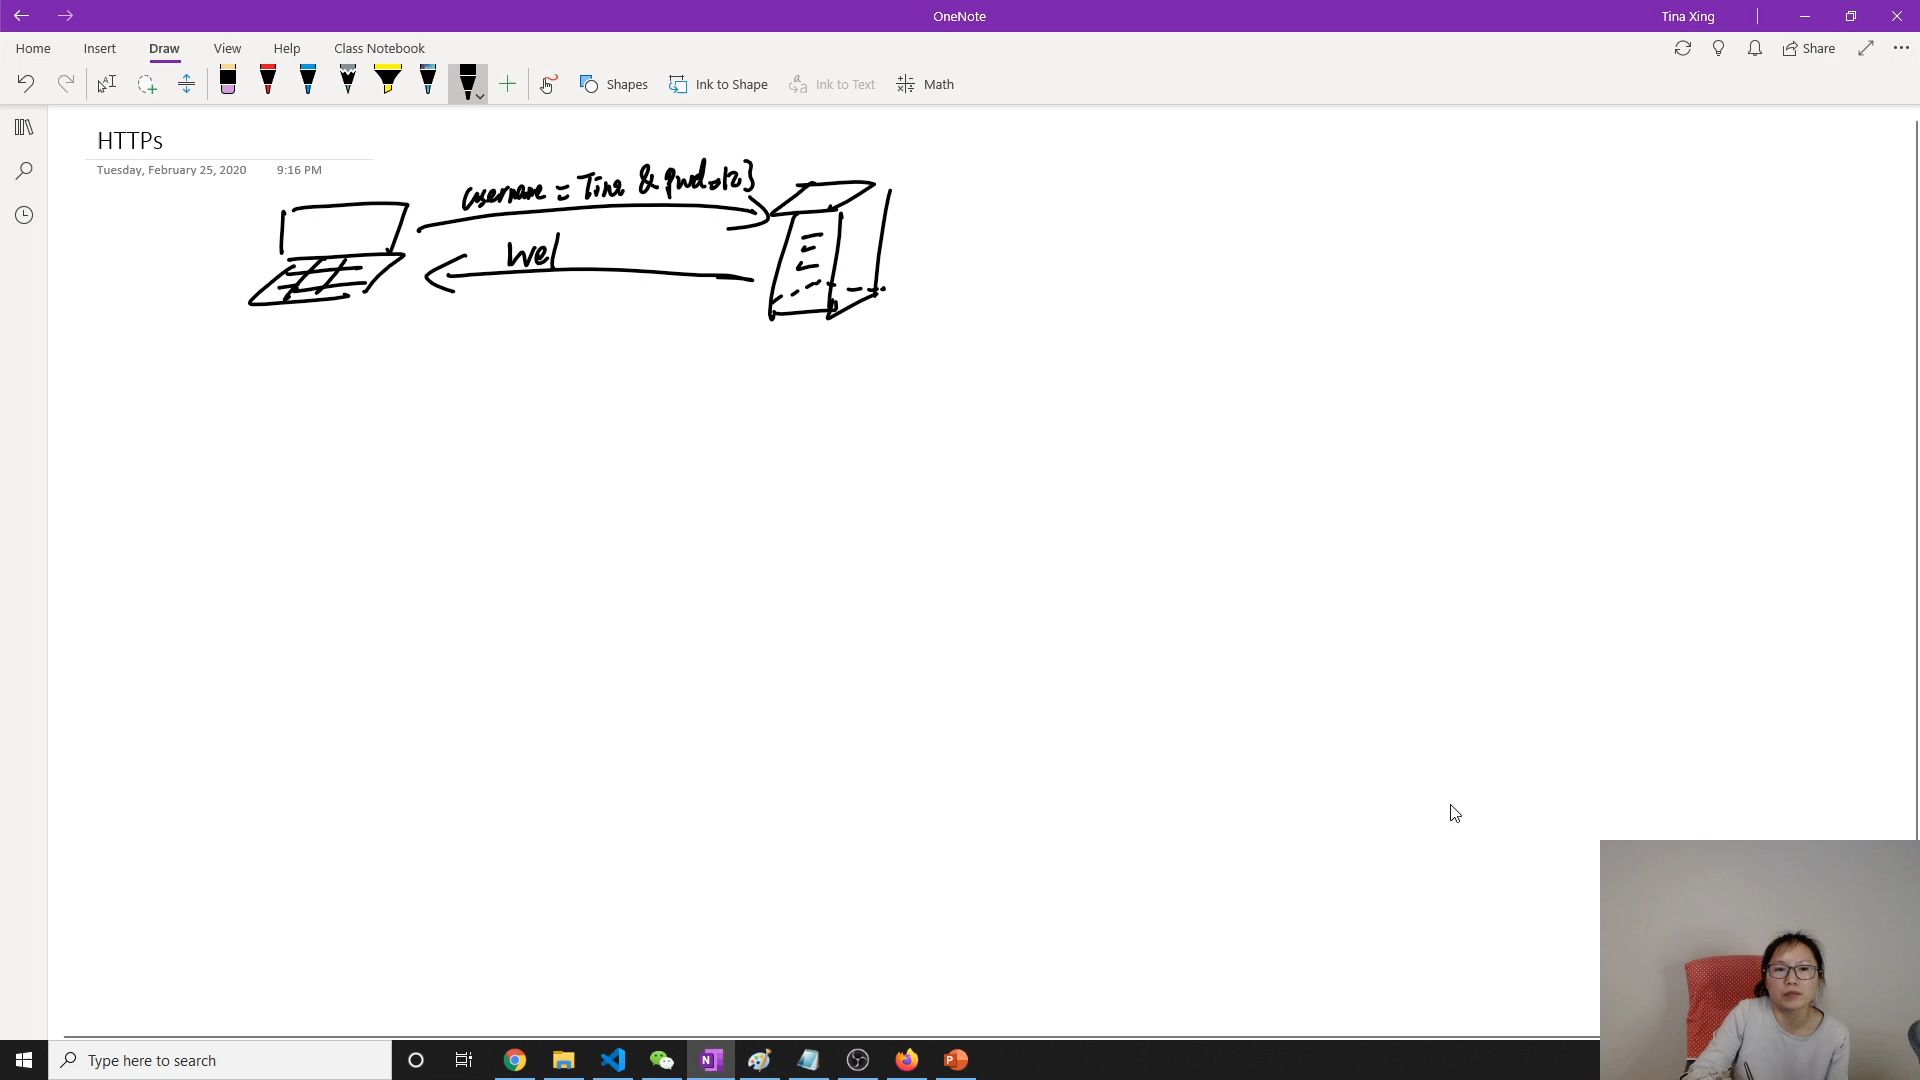 OneNote
Tina Xing
Home Insert Draw View Help Class Notebook
Share
Shapes Ink to Shape Ink to Text Math
HTTPs
Tuesday, February 25, 2020 9:16 PM
username = Tina & pwd=123
Wel
Type here to search